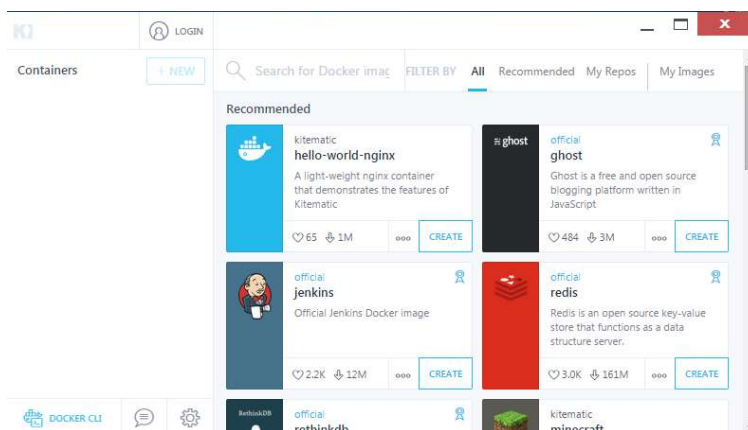 LOGIN
Containers
+ NEW
Search for Docker imag
FILTER BY
All
Recommended
My Repos
My Images
Recommended
kitematic
hello-world-nginx
A light-weight nginx container
that demonstrates the features of
Kitematic
65
1M
CREATE
ghost
official
ghost
Ghost is a free and open source
blogging platform written in
JavaScript
484
3M
CREATE
official
jenkins
Official Jenkins Docker image
2.2K
12M
CREATE
official
redis
Redis is an open source key-value
store that functions as a data
structure server.
3.0K
161M
CREATE
RethinkDB
official
rethinkdb
kitematic
minecraft
DOCKER CLI